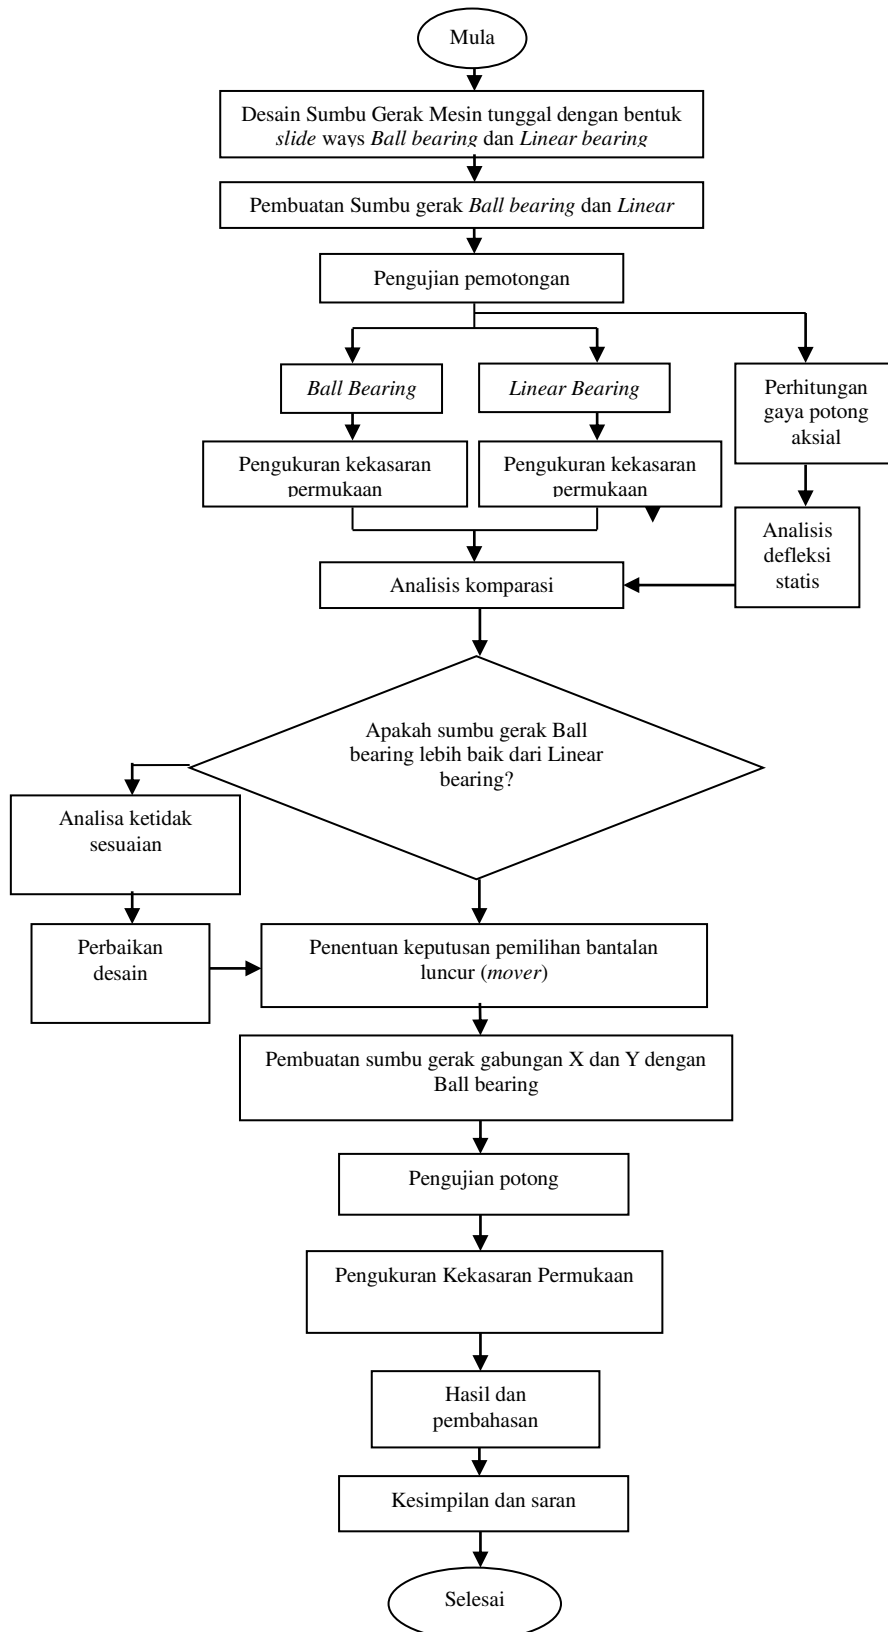 Mula
Desain Sumbu Gerak Mesin tunggal dengan bentuk
slide ways Ball bearing dan Linear bearing
Pembuatan Sumbu gerak Ball bearing dan Linear
Pengujian pemotongan
Ball Bearing
Linear Bearing
Perhitungan
gaya potong
aksial
Pengukuran kekasaran
permukaan
Pengukuran kekasaran
permukaan
Analisis
defleksi
statis
Analisis komparasi
Apakah sumbu gerak Ball
bearing lebih baik dari Linear
bearing?
Analisa ketidak
sesuaian
Perbaikan
desain
Penentuan keputusan pemilihan bantalan
luncur (mover)
Pembuatan sumbu gerak gabungan X dan Y dengan
Ball bearing
Pengujian potong
Pengukuran Kekasaran Permukaan
Hasil dan
pembahasan
Kesimpilan dan saran
Selesai